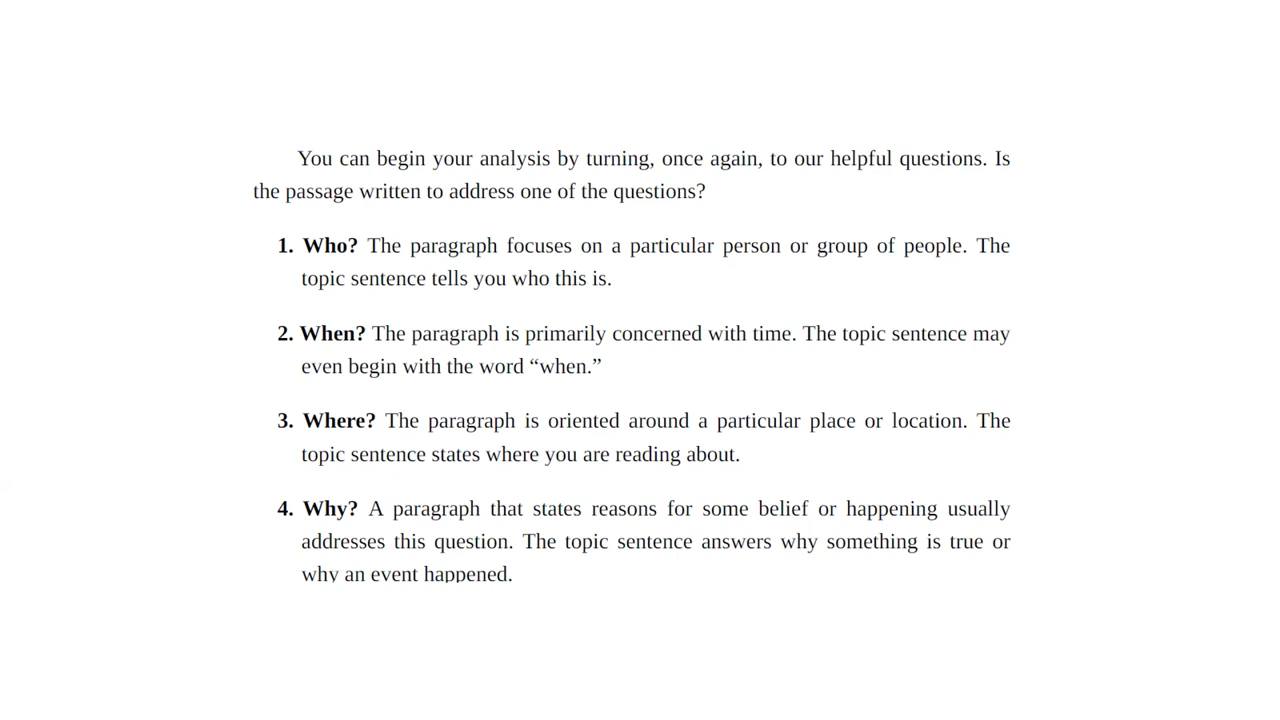 You can begin your analysis by turning, once again, to our helpful questions. Is
the passage written to address one of the questions?
1. Who? The paragraph focuses on a particular person or group of people. The
topic sentence tells you who this is.
2. When? The paragraph is primarily concerned with time. The topic sentence may
even begin with the word “when.”
3. Where? The paragraph is oriented around a particular place or location. The
topic sentence states where you are reading about.
4. Why? A paragraph that states reasons for some belief or happening usually
addresses this question. The topic sentence answers why something is true or
why an event happened.